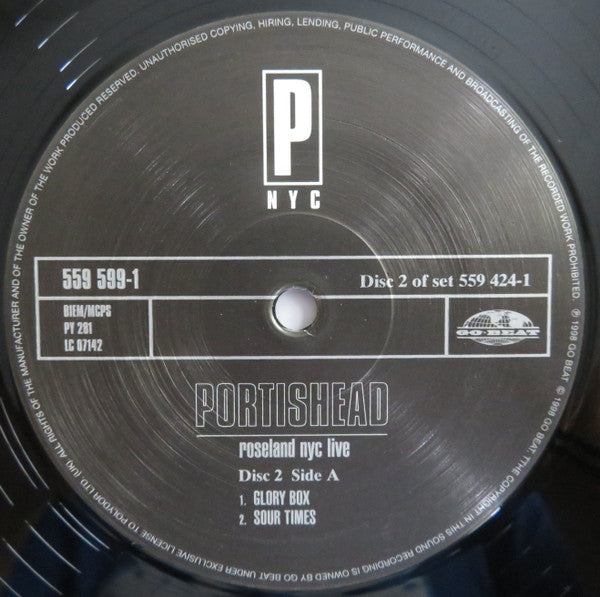 ALL RIGHTS OF THE MANUFACTURER AND OF THE OWNER OF THE WORK PRODUCED RESERVED. UNAUTHORISED COPYING, HIRING, LENDING, PUBLIC PERFORMANCE AND BROADCASTING OF THE RECORDED WORK PROHIBITED. ℗ 1998 GO BEAT © 1998 GO BEAT. TTHE COPYRIGHT IN THIS SOUND RECORDING IS OWNED BY GO BEAT UNDER EXCLUSIVE LICENSE TO POLYDOR LTD (UK)
P
NYC
559 599-1
Disc 2 of set 559 424-1
BIEM/MCPS
PY 281
LC 07142
GO·BEAT
PORTISHEAD
roseland nyc live
Disc 2 Side A
1. GLORY BOX
2. SOUR TIMES